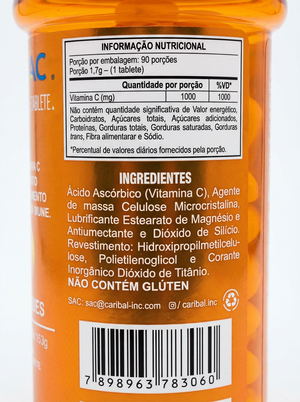 AC.
TABLETE.
INFORMAÇÃO NUTRICIONAL
Porção por embalagem: 90 porções
Porção 1,7g – (1 tablete)
Quantidade por porção %VD*
Vitamina C (mg) 1000 1000
Não contém quantidade significativa de Valor energético,
Carboidratos, Açúcares totais, Açúcares adicionados,
Proteínas, Gorduras totais, Gorduras saturadas, Gorduras
trans, Fibra alimentarar e Sódio.
*Percentual de valores diários fornecidos pela porção.
INGREDIENTES
Ácido Ascórbico (Vitamina C), Agente
de massa Celulose Microcristalina,
Lubrificante Estearato de Magnésio e
Antiumectante e Dióxido de Silício.
Revestimento: Hidroxipropilmetilcelu-
lose, Polietilenoglicol e Corante
Inorgânico Dióxido de Titânio.
NÃO CONTÉM GLÚTEN
SAC: sac@caribal-inc.com caribal-inc.com
7 898963 783060